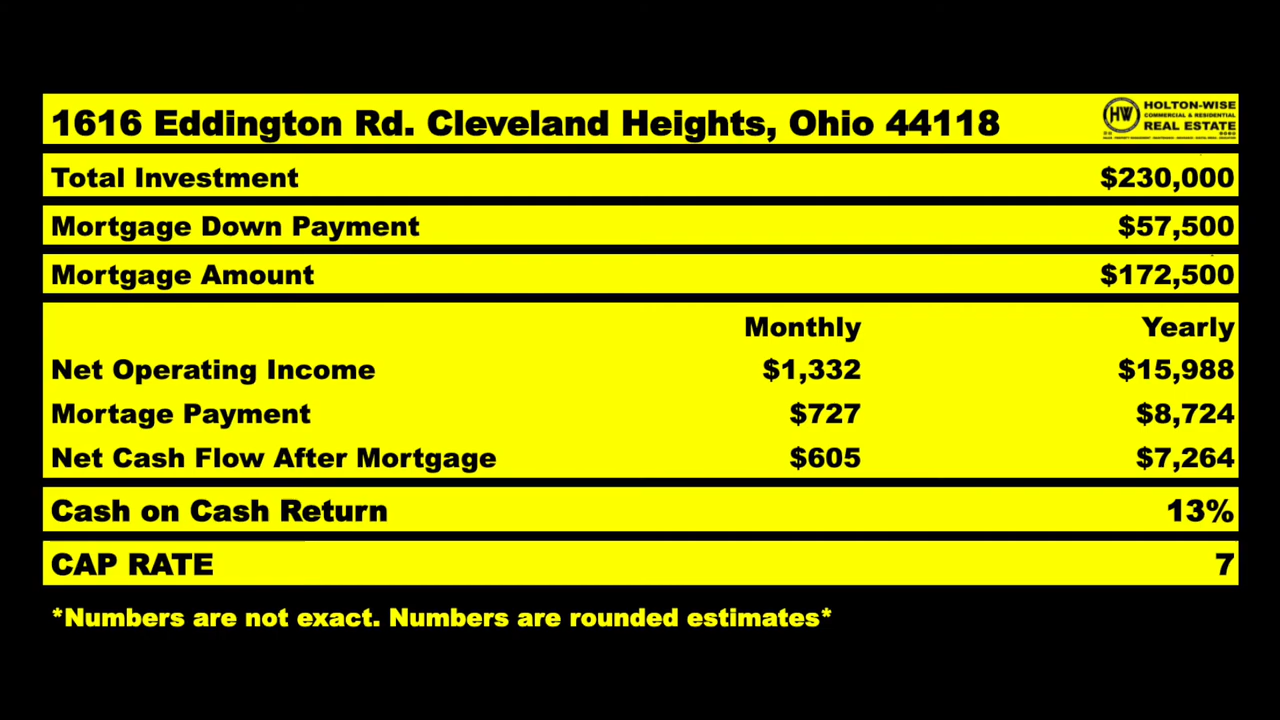 1616 Eddington Rd. Cleveland Heights, Ohio 44118
HW
HOLTON-WISE
COMMERCIAL & RESIDENTIAL
REAL ESTATE
Total Investment $230,000
Mortgage Down Payment $57,500
Mortgage Amount $172,500
Monthly Yearly
Net Operating Income $1,332 $15,988
Mortage Payment $727 $8,724
Net Cash Flow After Mortgage $605 $7,264
Cash on Cash Return 13%
CAP RATE 7
*Numbers are not exact. Numbers are rounded estimates*